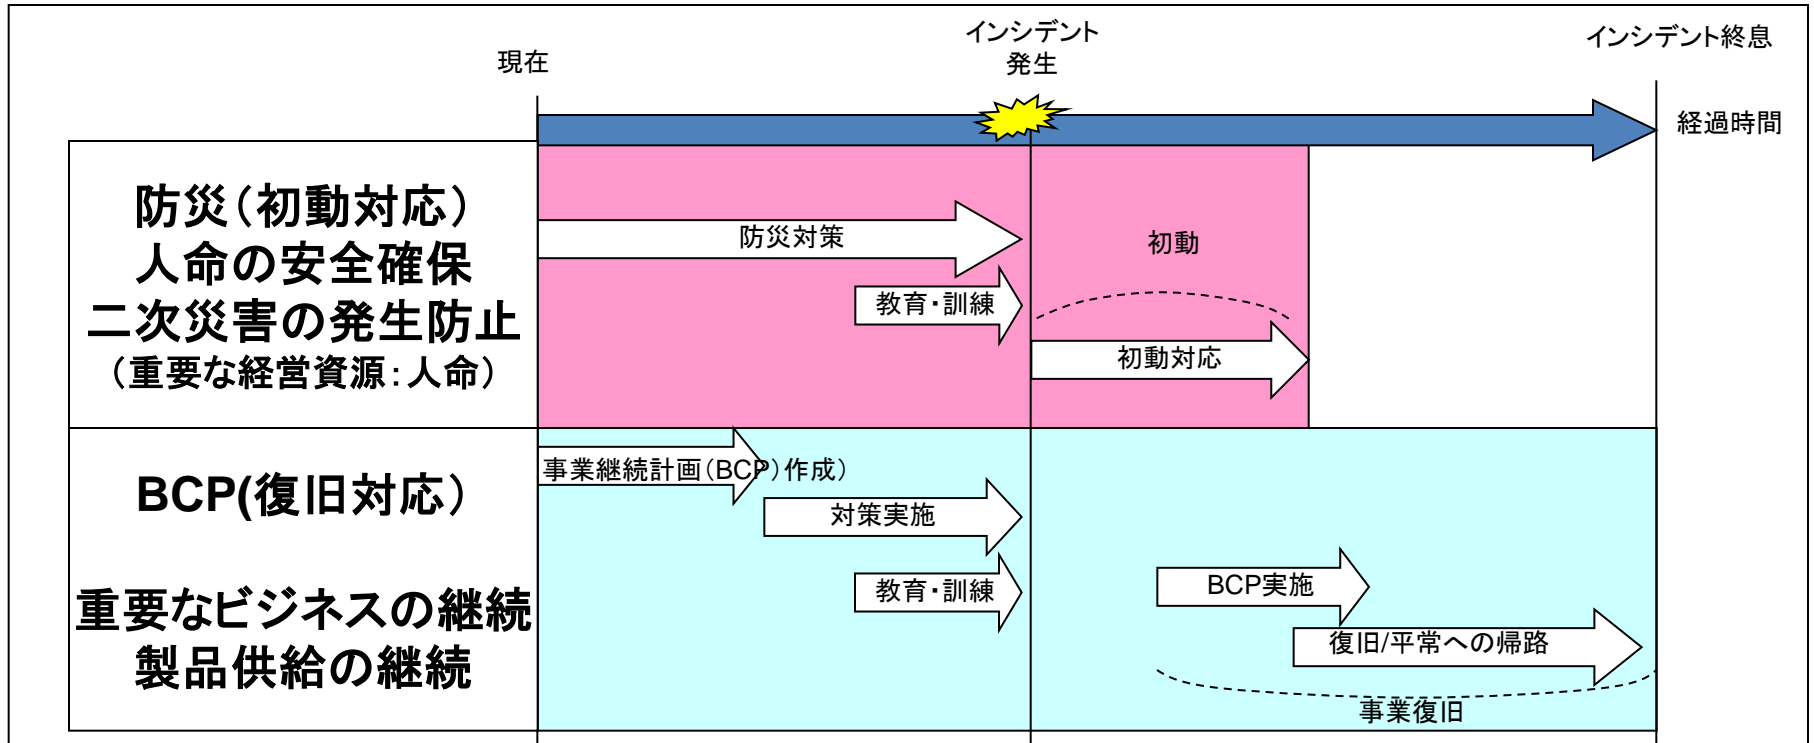 現在
インシデント
発生
インシデント終息
経過時間
防災（初動対応）
人命の安全確保
二次災害の発生防止
（重要な経営資源：人命）
防災対策
教育・訓練
初動
初動対応
BCP(復旧対応）
重要なビジネスの継続
製品供給の継続
事業継続計画（BCP）作成）
対策実施
教育・訓練
BCP実施
復旧/平常への帰路
事業復旧